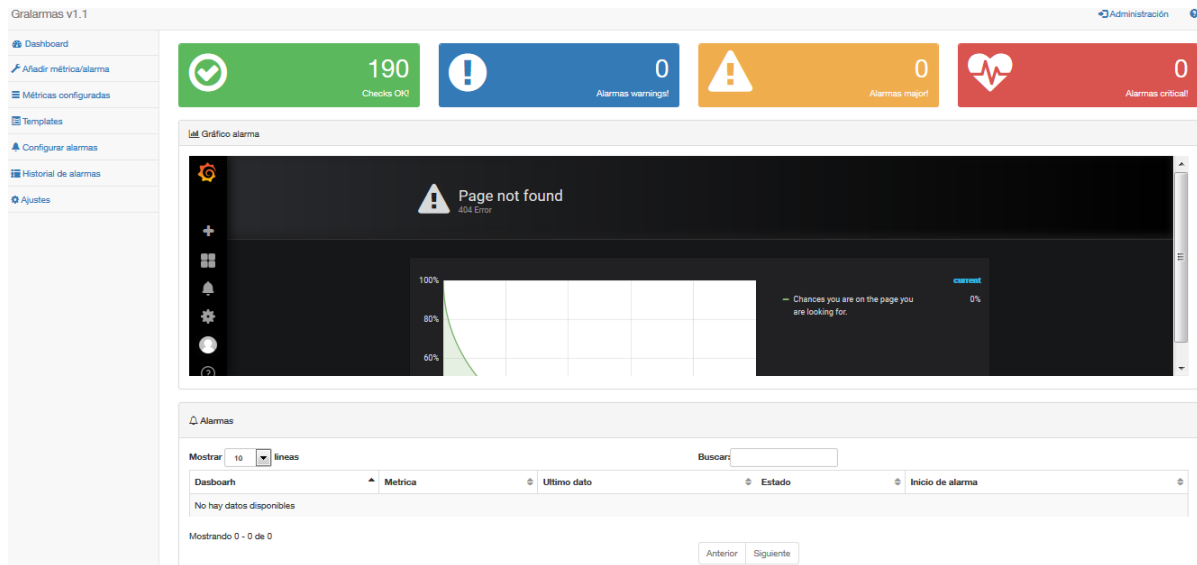 Gralarmas v1.1
Administración
Dashboard
Añadir métrica/alarma
Métricas configuradas
Templates
Configurar alarmas
Historial de alarmas
Ajustes
190
Checks OK!
0
Alarmas warnings!
0
Alarmas major!
0
Alarmas critical!
Gráfico alarma
Page not found
404 Error
100%
80%
60%
current
Chances you are on the page you
are looking for.
0%
Alarmas
Mostrar 10 lineas
Buscar:
Dasboarh Metrica Ultimo dato Estado Inicio de alarma
No hay datos disponibles
Mostrando 0 - 0 de 0
Anterior Siguiente